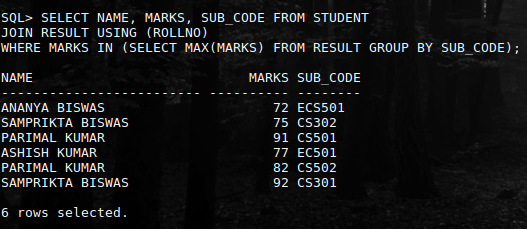 SQL> SELECT NAME, MARKS, SUB_CODE FROM STUDENT
JOIN RESULT USING (ROLLNO)
WHERE MARKS IN (SELECT MAX(MARKS) FROM RESULT GROUP BY SUB_CODE);
NAME                           MARKS SUB_CODE
------------------------- ---------- --------
ANANYA BISWAS                     72 ECS501
SAMPRIKTA BISWAS                  75 CS302
PARIMAL KUMAR                     91 CS501
ASHISH KUMAR                      77 EC501
PARIMAL KUMAR                     82 CS502
SAMPRIKTA BISWAS                  92 CS301
6 rows selected.